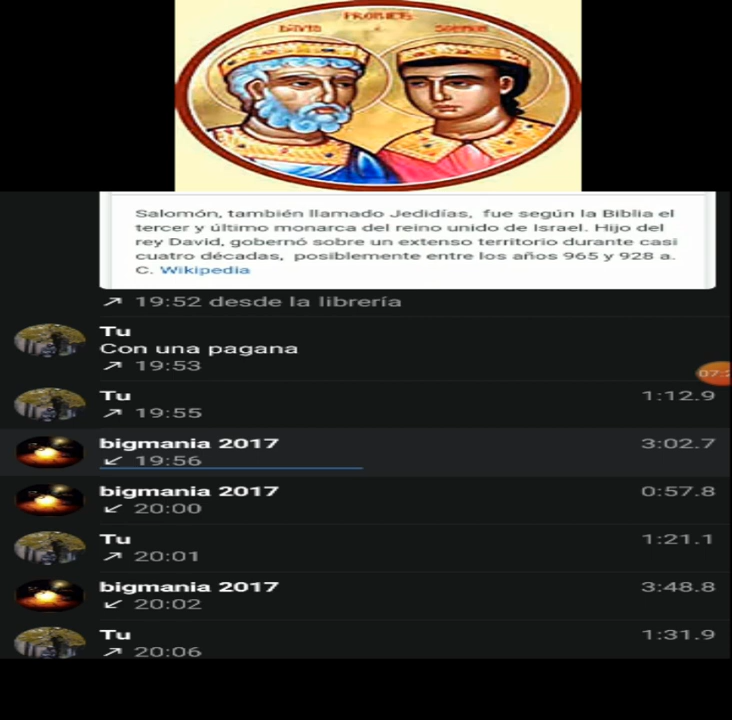 PROPHETS
DAVID
SOLOMON
Salomón, también llamado Jedidías, fue según la Biblia el
tercer y último monarca del reino unido de Israel. Hijo del
rey David, gobernó sobre un extenso territorio durante casi
cuatro décadas, posiblemente entre los años 965 y 928 a.
C. Wikipedia
19:52 desde la librería
Tu
Con una pagana
19:53
Tu 1:12.9
19:55
bigmania 2017 3:02.7
19:56
bigmania 2017 0:57.8
20:00
Tu 1:21.1
20:01
bigmania 2017 3:48.8
20:02
Tu 1:31.9
20:06